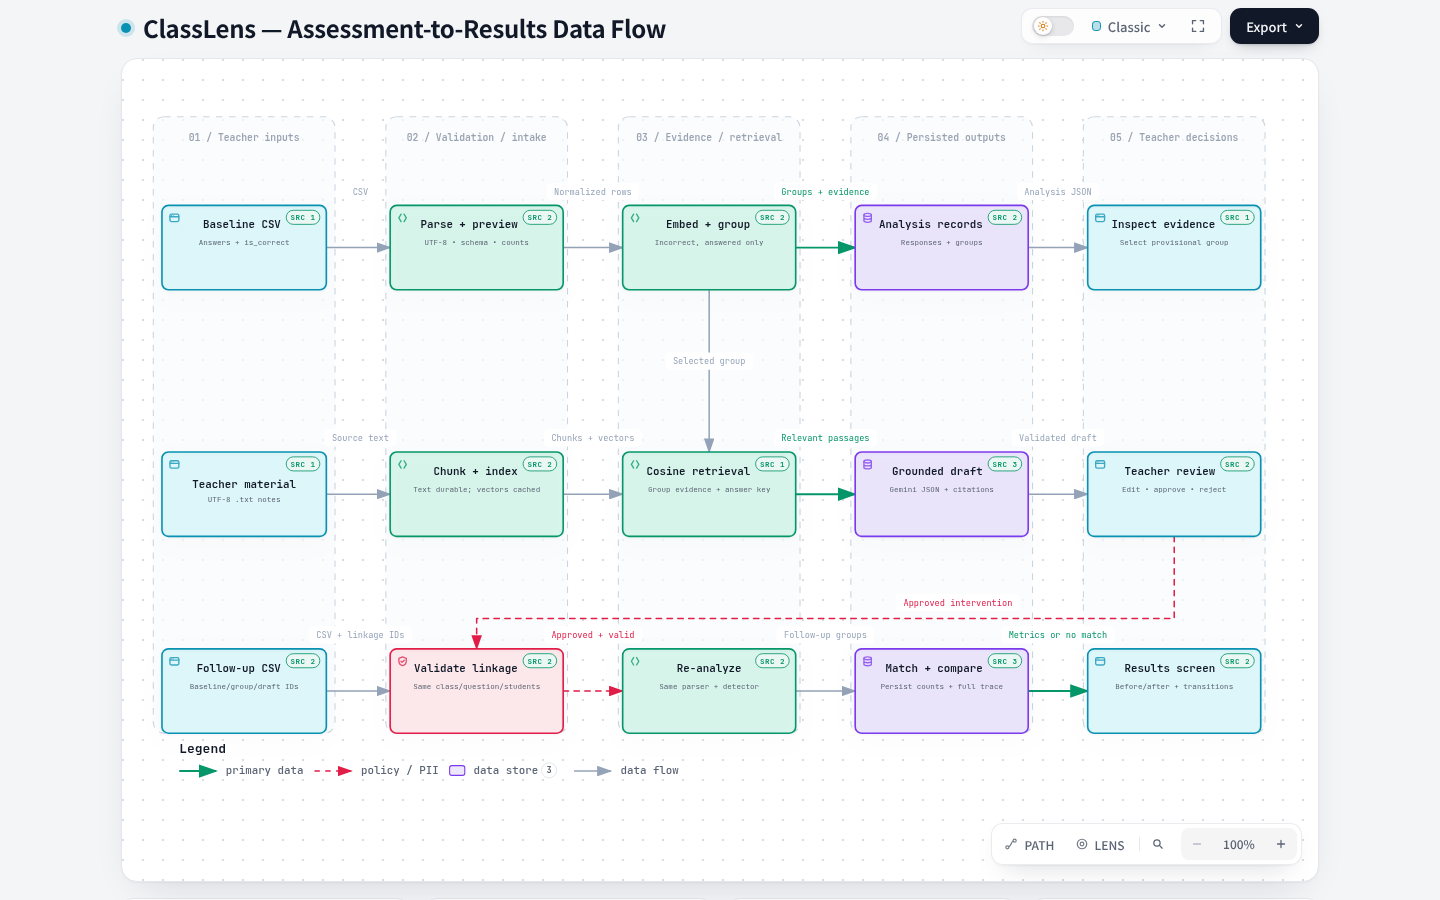 ClassLens — Assessment-to-Results Data Flow
Classic
Export
01 / Teacher inputs
02 / Validation / intake
03 / Evidence / retrieval
04 / Persisted outputs
05 / Teacher decisions
CSV
Normalized rows
Groups + evidence
Analysis JSON
Baseline CSV
SRC 1
Answers + is_correct
Parse + preview
SRC 2
UTF-8 • schema • counts
Embed + group
SRC 2
Incorrect, answered only
Analysis records
SRC 2
Responses + groups
Inspect evidence
SRC 1
Select provisional group
Selected group
Source text
Chunks + vectors
Relevant passages
Validated draft
Teacher material
SRC 1
UTF-8 .txt notes
Chunk + index
SRC 2
Text durable; vectors cached
Cosine retrieval
SRC 1
Group evidence + answer key
Grounded draft
SRC 3
Gemini JSON + citations
Teacher review
SRC 2
Edit • approve • reject
Approved intervention
CSV + linkage IDs
Approved + valid
Follow-up groups
Metrics or no match
Follow-up CSV
SRC 2
Baseline/group/draft IDs
Validate linkage
Same class/question/students
Re-analyze
SRC 2
Same parser + detector
Match + compare
SRC 3
Persist counts + full trace
Results screen
SRC 2
Before/after + transitions
Legend
primary data
policy / PII
data store 3
data flow
PATH
LENS
100%